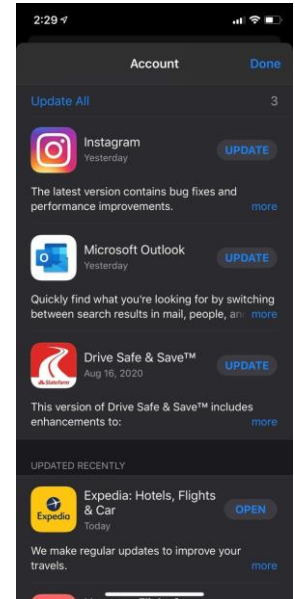 2:29
Account
Done
Update All
3
Instagram
Yesterday
UPDATE
The latest version contains bug fixes and
performance improvements.
more
Microsoft Outlook
Yesterday
UPDATE
Quickly find what you're looking for by switching
between search results in mail, people, an
more
StateFarm
Drive Safe & Save™
Aug 16, 2020
UPDATE
This version of Drive Safe & Save™ includes
enhancements to:
more
UPDATED RECENTLY
Expedia
Expedia: Hotels, Flights
& Car
Today
OPEN
We make regular updates to improve your
travels.
more